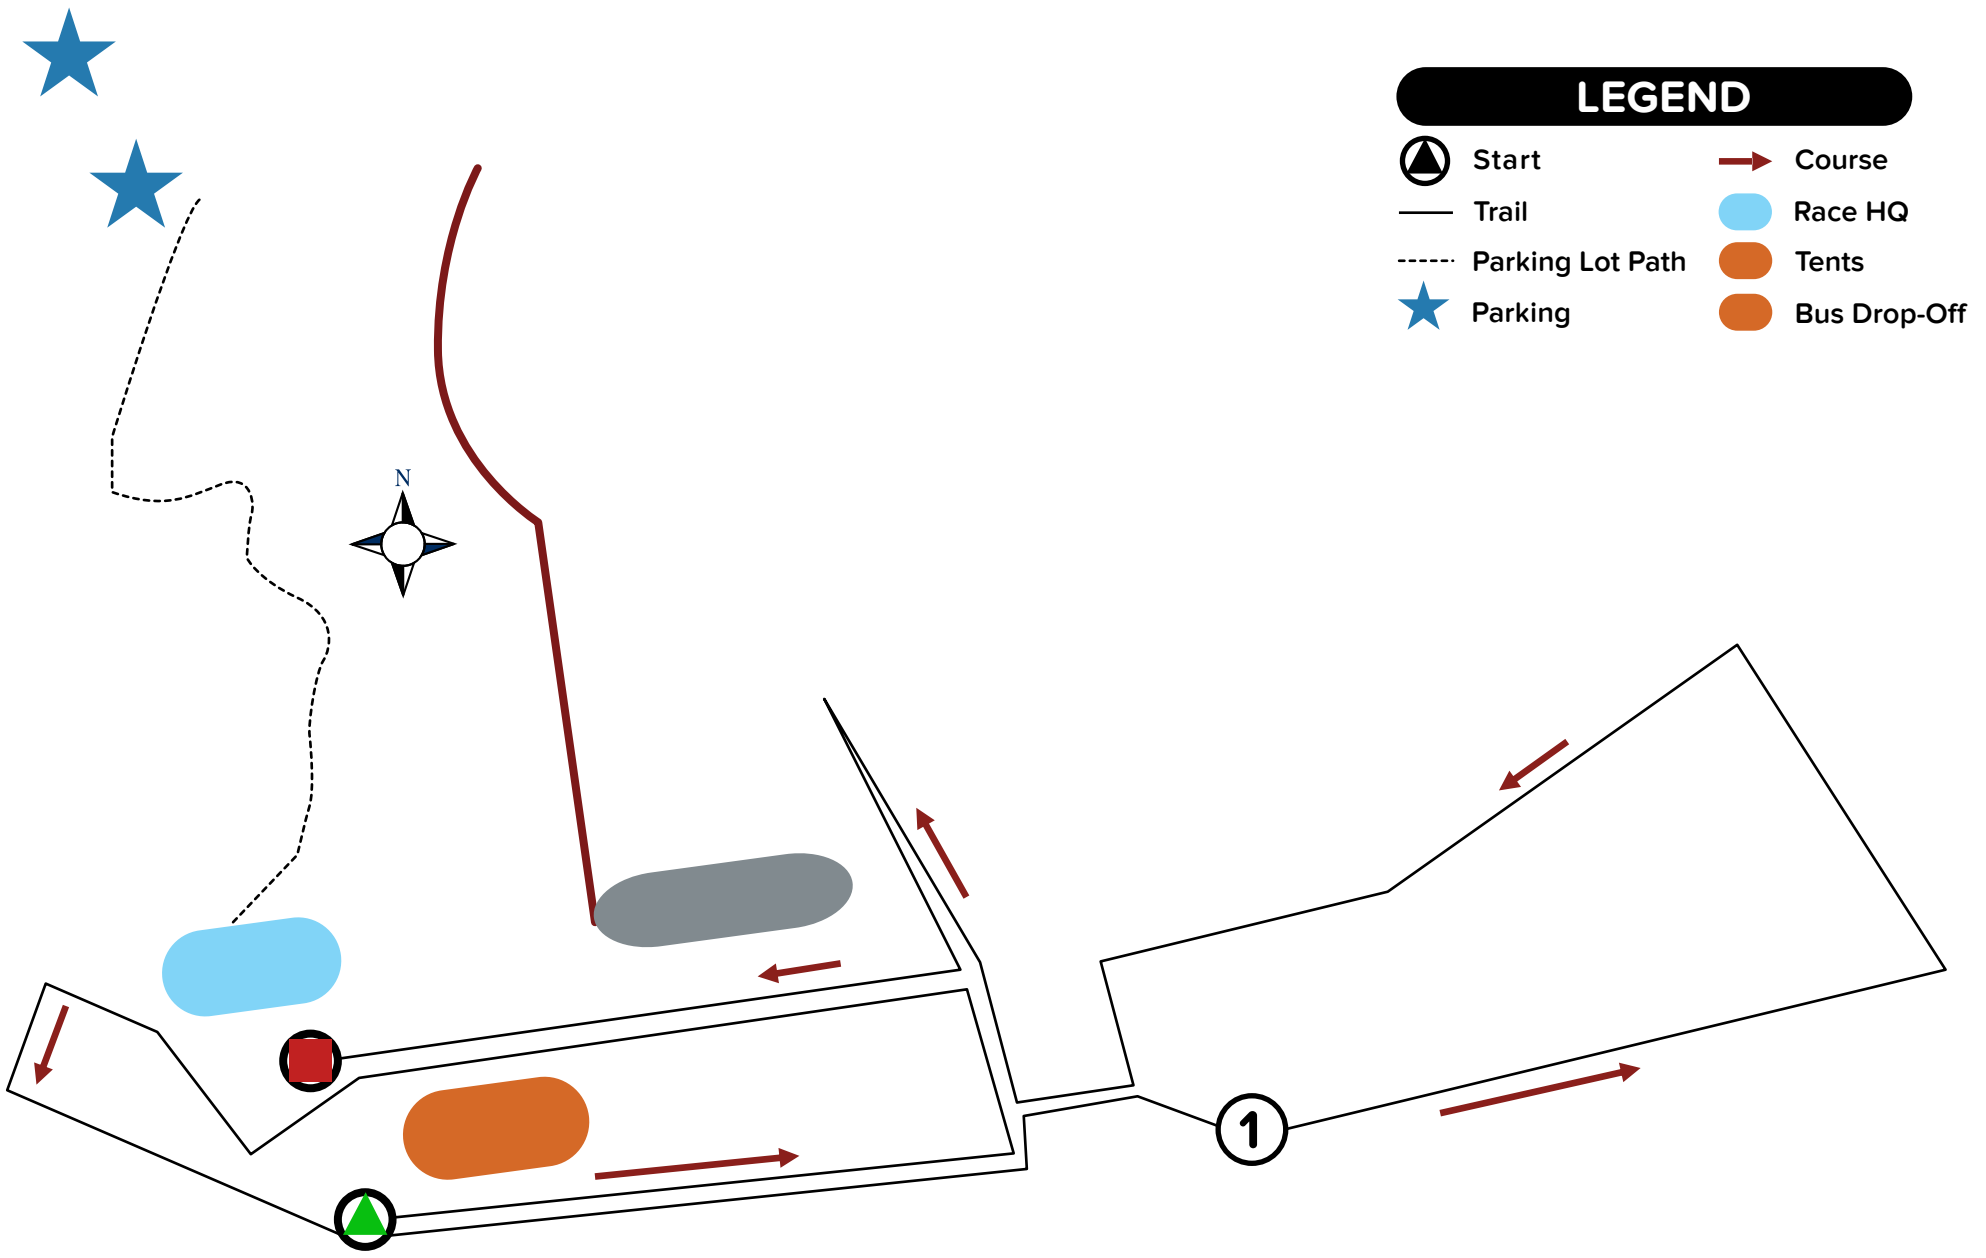 LEGEND
Start
Course
Trail
Race HQ
Parking Lot Path
Tents
Parking
Bus Drop-Off
N
1